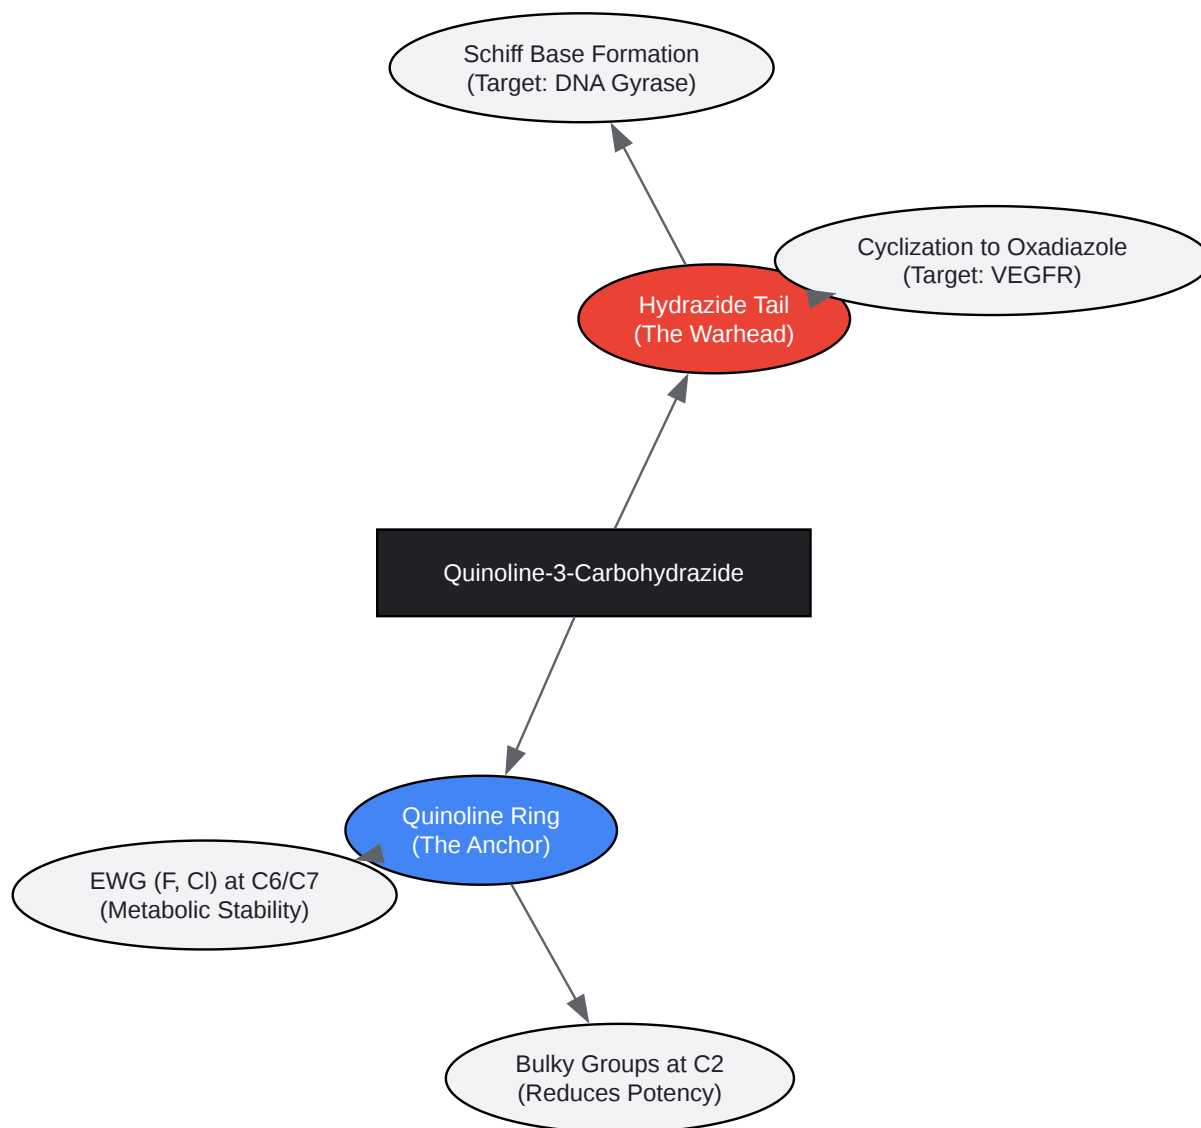 Schiff Base Formation
(Target: DNA Gyrase)
Cyclization to Oxadiazole
(Target: VEGFR)
Hydrazide Tail
(The Warhead)
Quinoline-3-Carbohydrazide
Quinoline Ring
(The Anchor)
EWG (F, Cl) at C6/C7
(Metabolic Stability)
Bulky Groups at C2
(Reduces Potency)